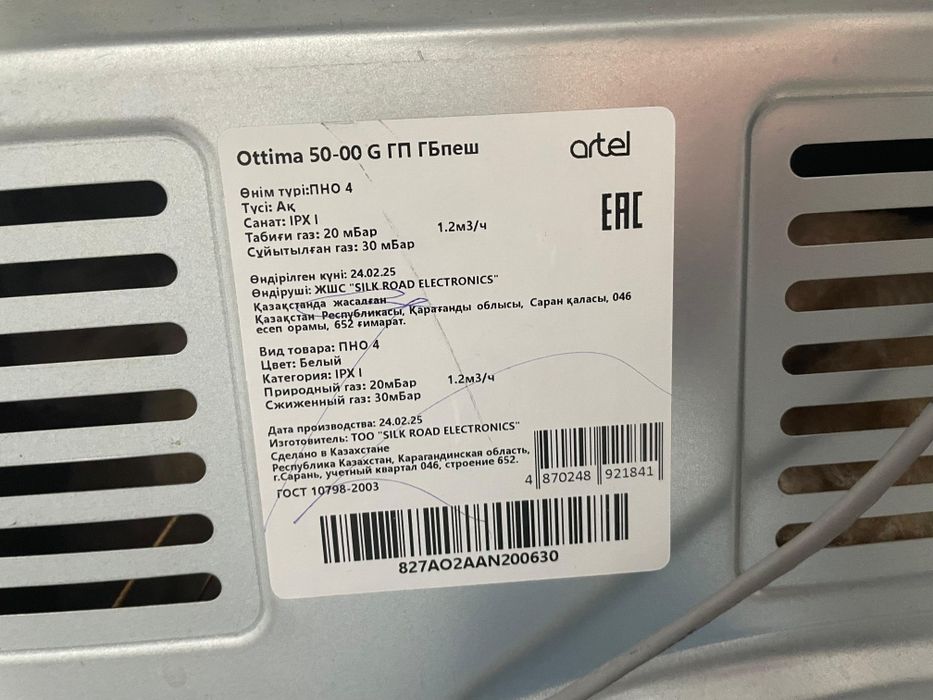 Ottima 50-00 G ГП ГБпеш
artel
Өнім түрі:ПНО 4
Түсі: Ақ
Санат: IPX I
Табиғи газ: 20 мБар 1.2м3/ч
Сұйытылған газ: 30 мБар
EAC
Өндірілген күні: 24.02.25
Өндіруші: ЖШС "SILK ROAD ELECTRONICS"
Қазақстанда жасалған
Қазақстан Республикасы, Қарағанды облысы, Саран қаласы, 046
есеп орамы, 652 ғимарат.
Вид товара: ПНО 4
Цвет: Белый
Категория: IPX I
Природный газ: 20мБар 1.2м3/ч
Сжиженный газ: 30мБар
Дата производства: 24.02.25
Изготовитель: ТОО "SILK ROAD ELECTRONICS"
Сделано в Казахстане
Республика Казахстан, Карагандинская область,
г.Сарань, учетный квартал 046, строение 652.
ГОСТ 10798-2003
4 870248 921841
827AO2AAN200630